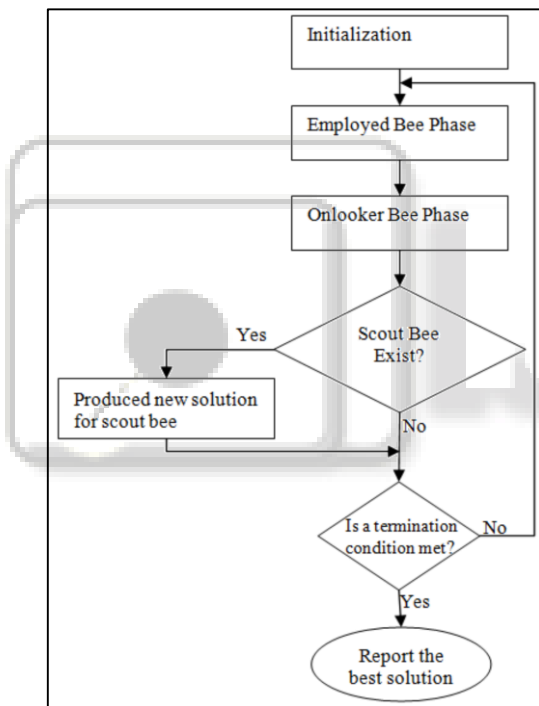 Initialization
Employed Bee Phase
Onlooker Bee Phase
Yes
Scout Bee
Exist?
Produced new solution
for scout bee
No
Is a termination
condition met?
No
Yes
Report the
best solution